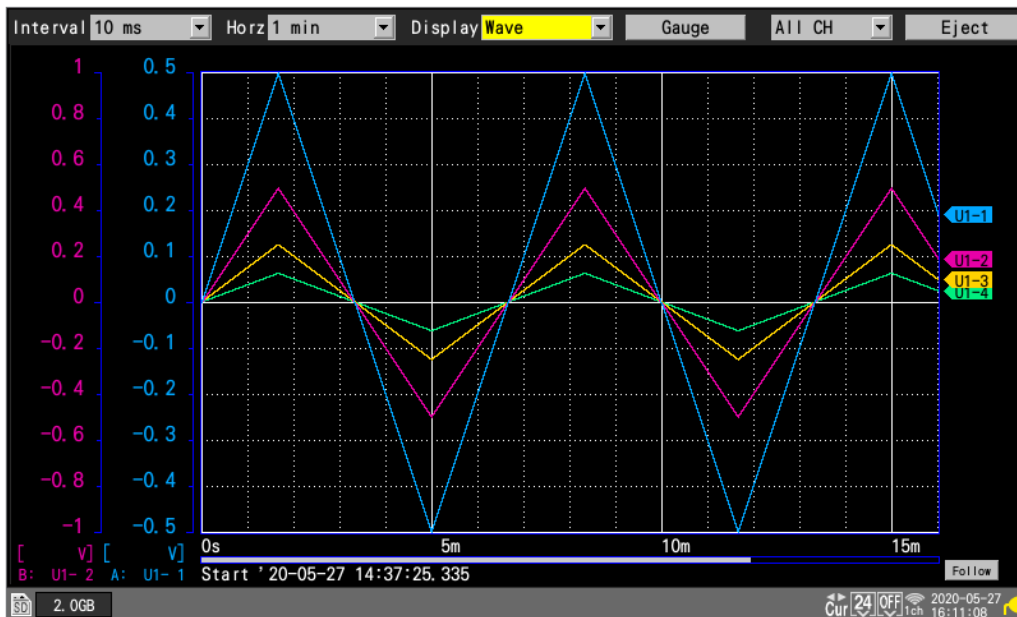 Interval 10 ms Horz 1 min Display Wave Gauge All CH Eject
1 0.5
0.8 0.4
0.6 0.3
0.4 0.2
U1-1
0.2 0.1
U1-2
U1-3
U1-4
0 0
-0.2 -0.1
-0.4 -0.2
-0.6 -0.3
-0.8 -0.4
-1 -0.5
0s 5m 10m 15m
[ V] [ V]
B: U1- 2 A: U1- 1 Start '20-05-27 14:37:25.335 Follow
SD 2.0GB Cur 24 OFF 1ch 2020-05-27
16:11:08